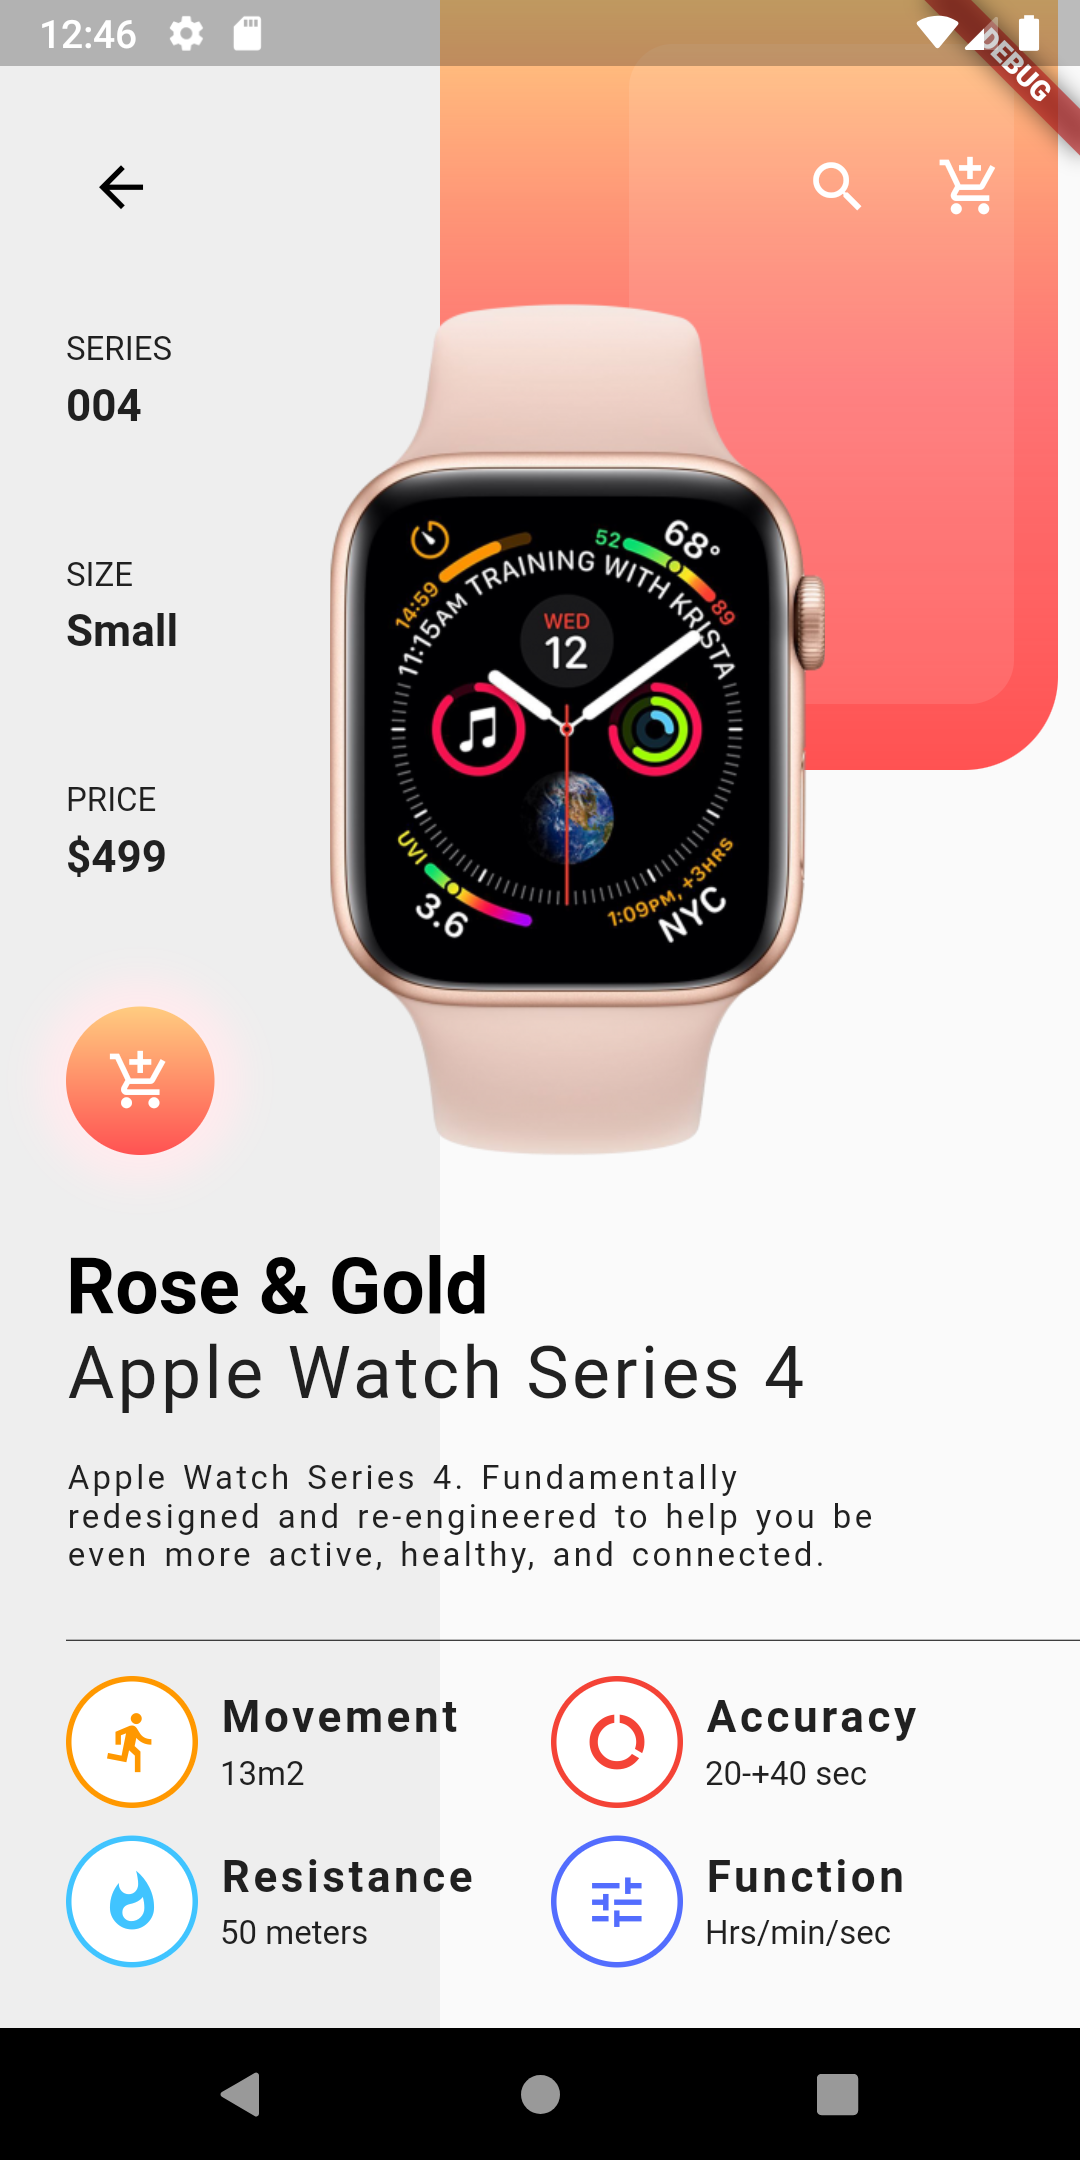 12:46
DEBUG
SERIES
004
SIZE
Small
PRICE
$499
14:59
11:15AM TRAINING WITH KRISTA
52
68°
89
WED
12
UVI
3.6
1:09PM, +3HRS
NYC
Rose & Gold
Apple Watch Series 4
Apple Watch Series 4. Fundamentally
redesigned and re-engineered to help you be
even more active, healthy, and connected.
Movement
13m2
Accuracy
20-+40 sec
Resistance
50 meters
Function
Hrs/min/sec